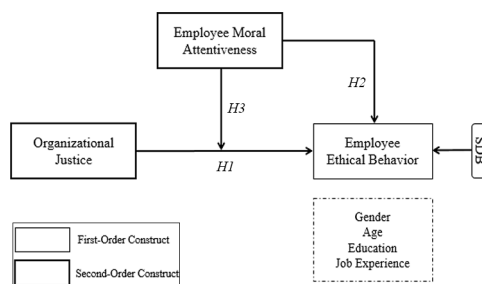 Employee Moral
Attentiveness
H2
H3
Organizational
Justice
H1
Employee
Ethical Behavior
SDB
Gender
Age
Education
Job Experience
First-Order Construct
Second-Order Construct